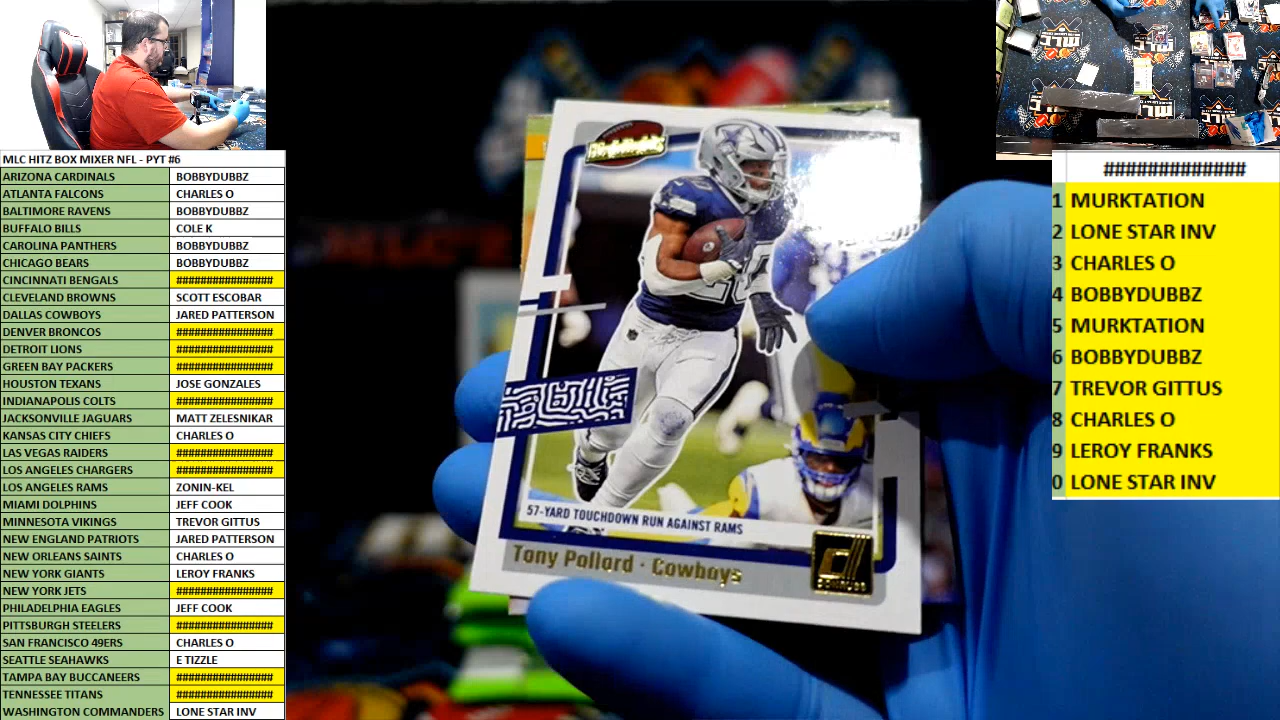 MLC HITZ BOX MIXER NFL - PYT #6
ARIZONA CARDINALS BOBBYDUBBZ
ATLANTA FALCONS CHARLES O
BALTIMORE RAVENS BOBBYDUBBZ
BUFFALO BILLS COLE K
CAROLINA PANTHERS BOBBYDUBBZ
CHICAGO BEARS BOBBYDUBBZ
CINCINNATI BENGALS ################
CLEVELAND BROWNS SCOTT ESCOBAR
DALLAS COWBOYS JARED PATTERSON
DENVER BRONCOS ################
DETROIT LIONS ################
GREEN BAY PACKERS ################
HOUSTON TEXANS JOSE GONZALES
INDIANAPOLIS COLTS ################
JACKSONVILLE JAGUARS MATT ZELESNIKAR
KANSAS CITY CHIEFS CHARLES O
LAS VEGAS RAIDERS ################
LOS ANGELES CHARGERS ################
LOS ANGELES RAMS ZONIN-KEL
MIAMI DOLPHINS JEFF COOK
MINNESOTA VIKINGS TREVOR GITTUS
NEW ENGLAND PATRIOTS JARED PATTERSON
NEW ORLEANS SAINTS CHARLES O
NEW YORK GIANTS LEROY FRANKS
NEW YORK JETS ################
PHILADELPHIA EAGLES JEFF COOK
PITTSBURGH STEELERS ################
SAN FRANCISCO 49ERS CHARLES O
SEATTLE SEAHAWKS E TIZZLE
TAMPA BAY BUCCANEERS ################
TENNESSEE TITANS ################
WASHINGTON COMMANDERS LONE STAR INV
Highlights
57-YARD TOUCHDOWN RUN AGAINST RAMS
Tony Pollard · Cowboys
DONRUSS
#############
1 MURKTATION
2 LONE STAR INV
3 CHARLES O
4 BOBBYDUBBZ
5 MURKTATION
6 BOBBYDUBBZ
7 TREVOR GITTUS
8 CHARLES O
9 LEROY FRANKS
0 LONE STAR INV